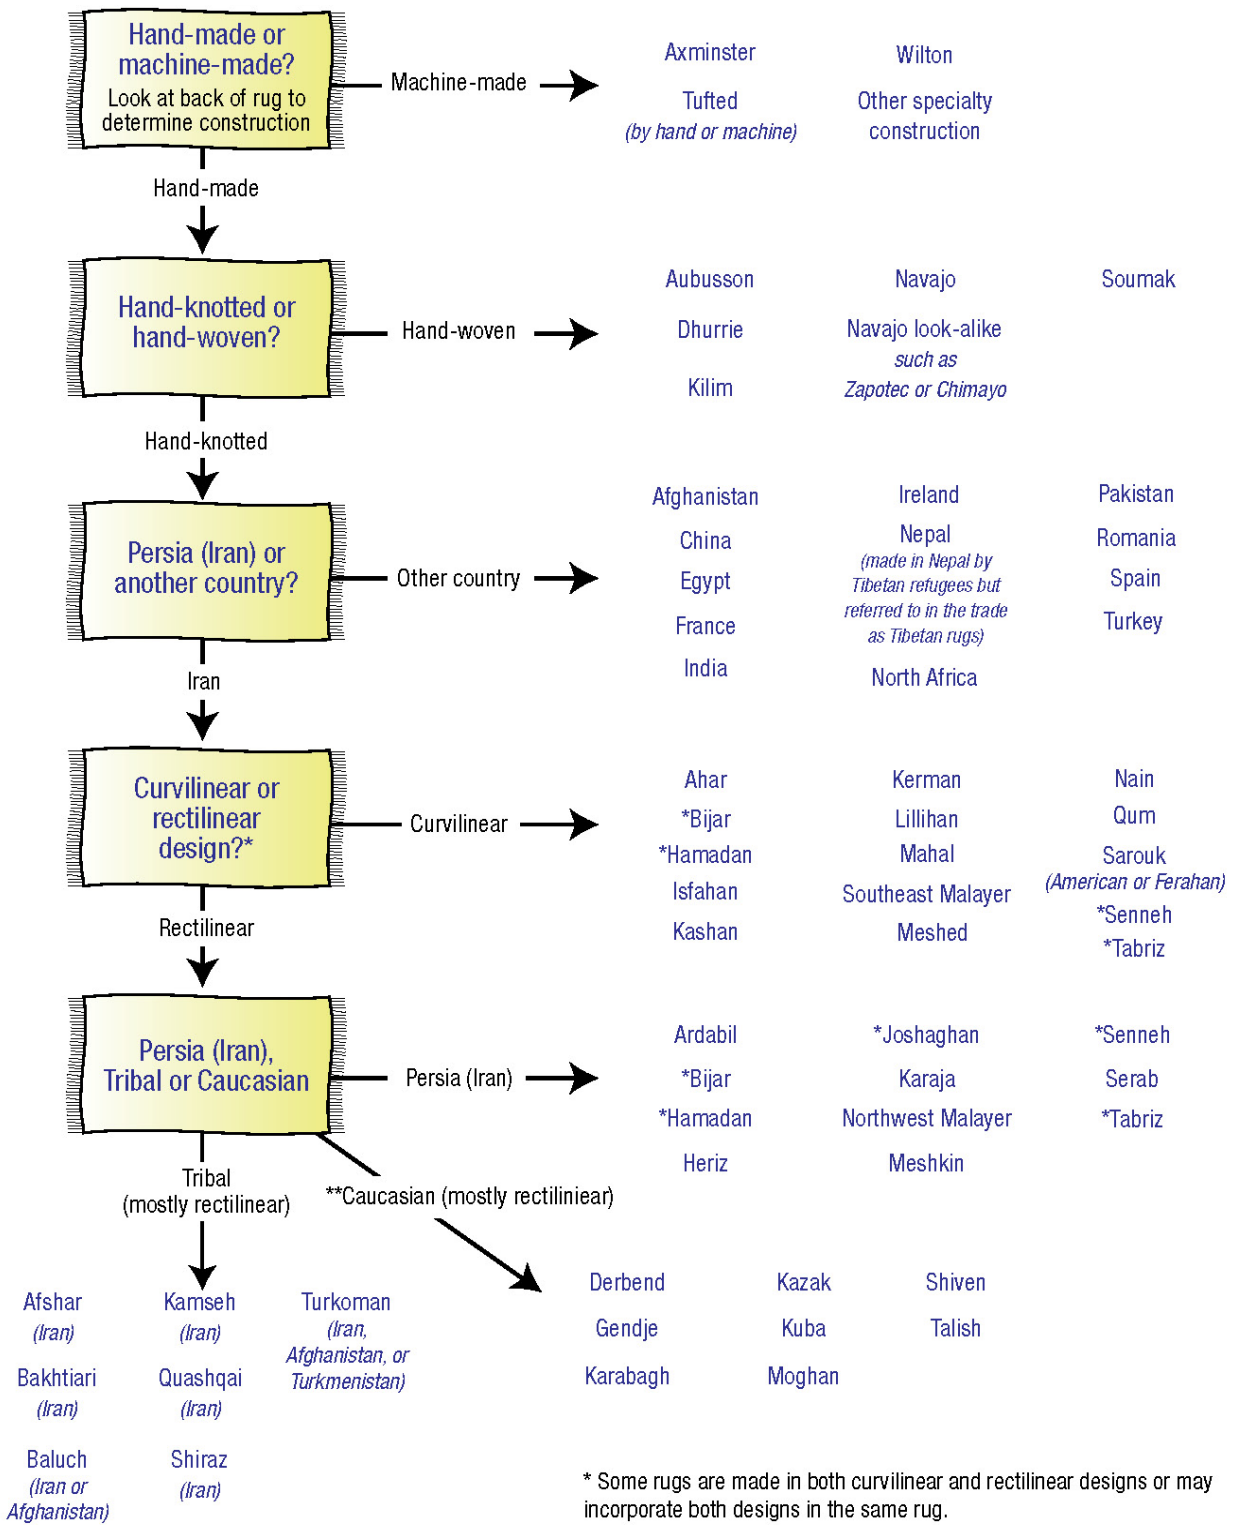 Hand-made or
machine-made?
Look at back of rug to
determine construction
Machine-made
Axminster
Wilton
Tufted
(by hand or machine)
Other specialty
construction
Hand-made
Hand-knotted or
hand-woven?
Hand-woven
Aubusson
Navajo
Soumak
Dhurrie
Navajo look-alike
such as
Zapotec or Chimayo
Kilim
Hand-knotted
Persia (Iran) or
another country?
Other country
Afghanistan
Ireland
Pakistan
China
Nepal
(made in Nepal by
Tibetan refugees but
referred to in the trade
as Tibetan rugs)
Romania
Egypt
Spain
France
Turkey
India
North Africa
Iran
Curvilinear or
rectilinear
design?*
Curvilinear
Ahar
Kerman
Nain
*Bijar
Lillihan
Qum
*Hamadan
Mahal
Sarouk
(American or Ferahan)
Isfahan
Southeast Malayer
*Senneh
Kashan
Meshed
*Tabriz
Rectilinear
Persia (Iran),
Tribal or Caucasian
Persia (Iran)
Ardabil
*Joshaghan
*Senneh
*Bijar
Karaja
Serab
*Hamadan
Northwest Malayer
*Tabriz
Heriz
Meshkin
Tribal
(mostly rectilinear)
**Caucasian (mostly rectiliniear)
Afshar
(Iran)
Kamseh
(Iran)
Turkoman
(Iran,
Afghanistan, or
Turkmenistan)
Bakhtiari
(Iran)
Quashqai
(Iran)
Baluch
(Iran or
Afghanistan)
Shiraz
(Iran)
Derbend
Kazak
Shiven
Gendje
Kuba
Talish
Karabagh
Moghan
* Some rugs are made in both curvilinear and rectilinear designs or may
incorporate both designs in the same rug.